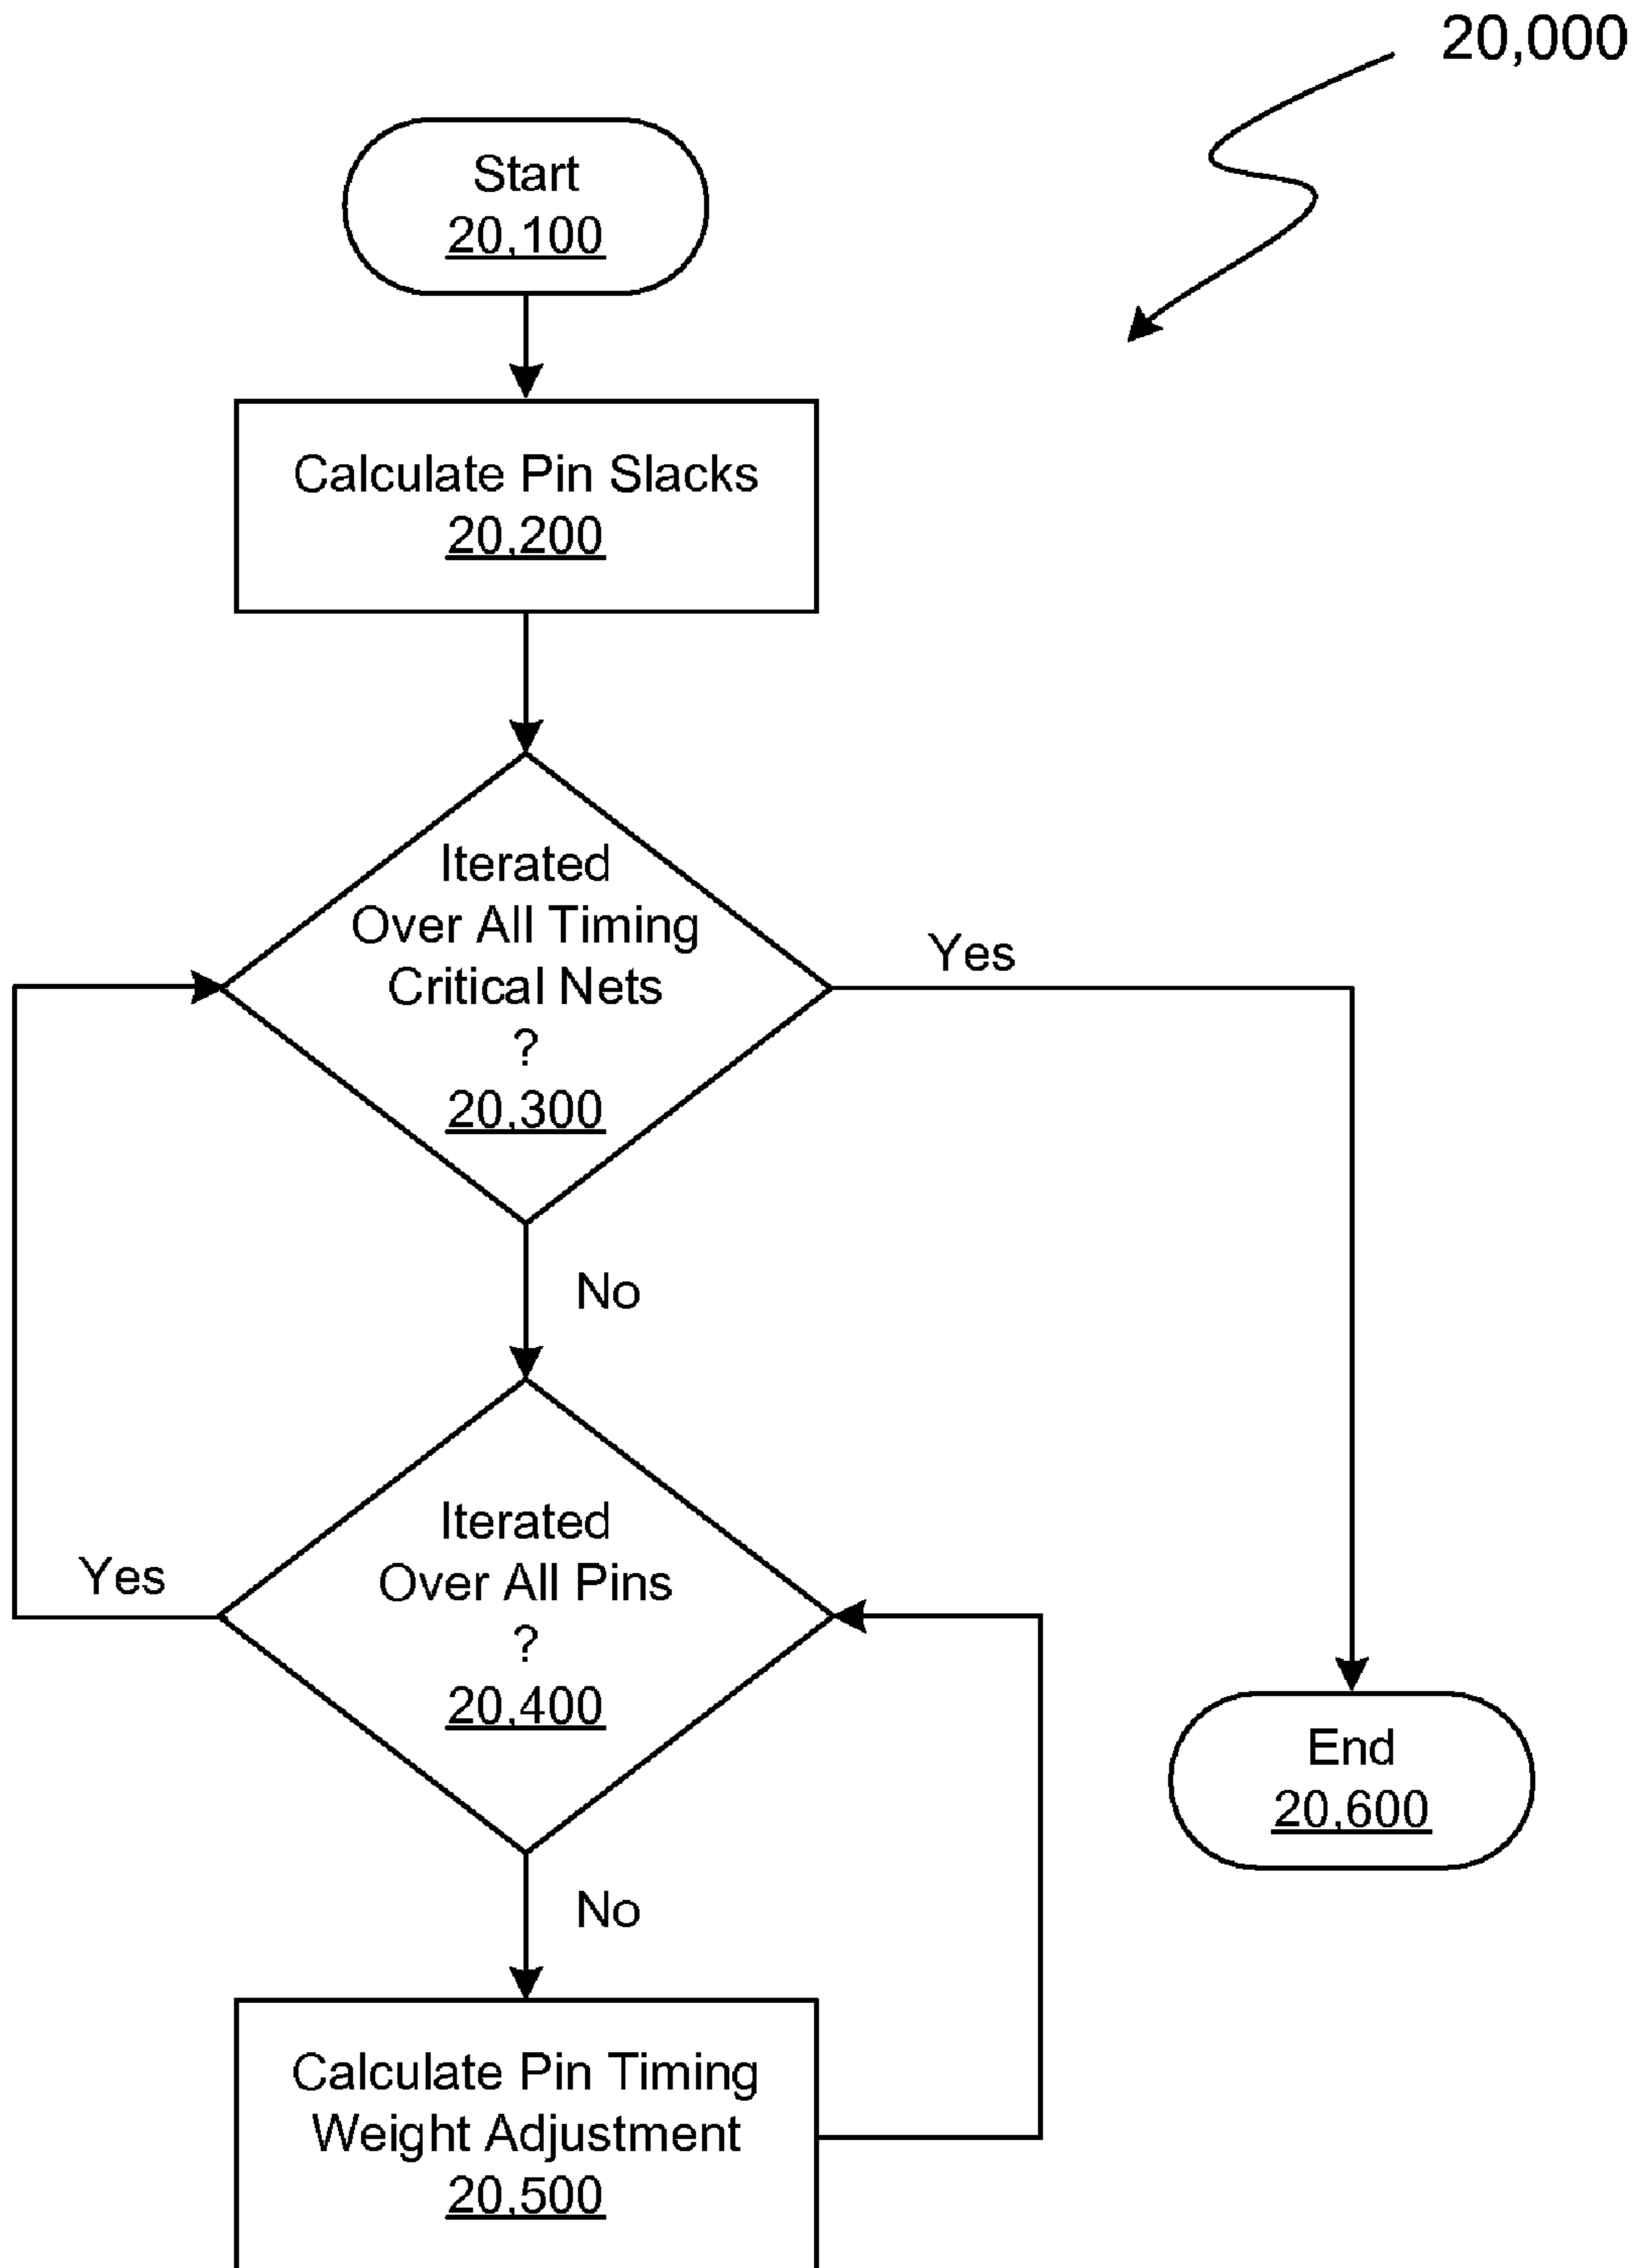 20,000
Start
20,100
Calculate Pin Slacks
20,200
Iterated
Over All Timing
Critical Nets
?
20,300
Yes
No
Iterated
Over All Pins
?
20,400
Yes
No
End
20,600
Calculate Pin Timing
Weight Adjustment
20,500